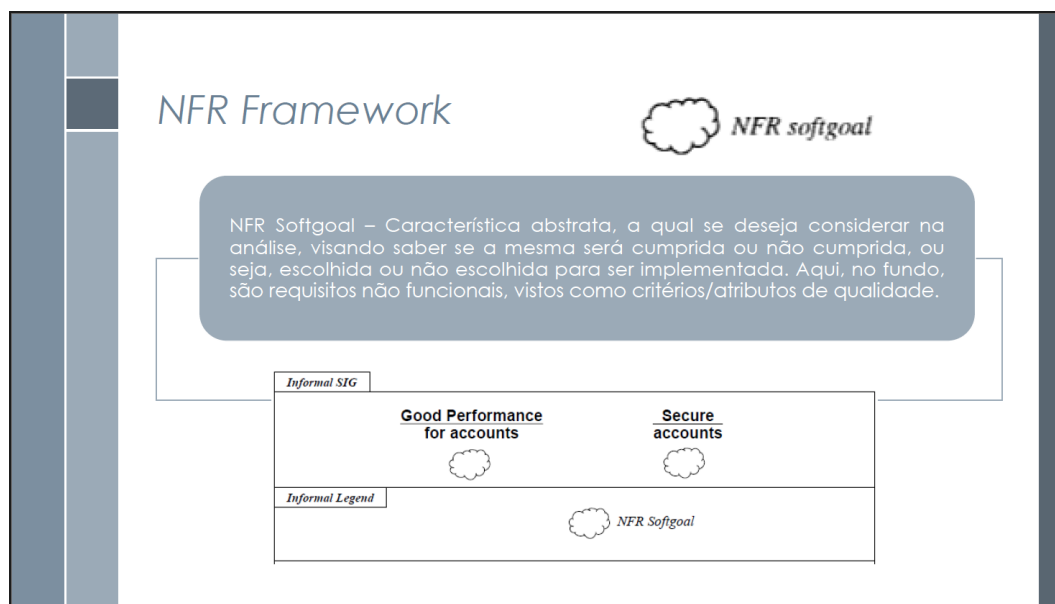 NFR Framework
NFR softgoal
NFR Softgoal – Característica abstrata, a qual se deseja considerar na
análise, visando saber se a mesma será cumprida ou não cumprida, ou
seja, escolhida ou não escolhida para ser implementada. Aqui, no fundo,
são requisitos não funcionais, vistos como critérios/atributos de qualidade.
Informal SIG
Good Performance
for accounts
Secure
accounts
Informal Legend
NFR Softgoal